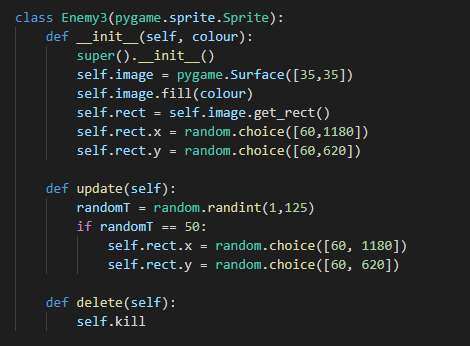 class Enemy3(pygame.sprite.Sprite):
    def __init__(self, colour):
        super().__init__()
        self.image = pygame.Surface([35,35])
        self.image.fill(colour)
        self.rect = self.image.get_rect()
        self.rect.x = random.choice([60,1180])
        self.rect.y = random.choice([60,620])

    def update(self):
        randomT = random.randint(1,125)
        if randomT == 50:
            self.rect.x = random.choice([60, 1180])
            self.rect.y = random.choice([60, 620])

    def delete(self):
        self.kill